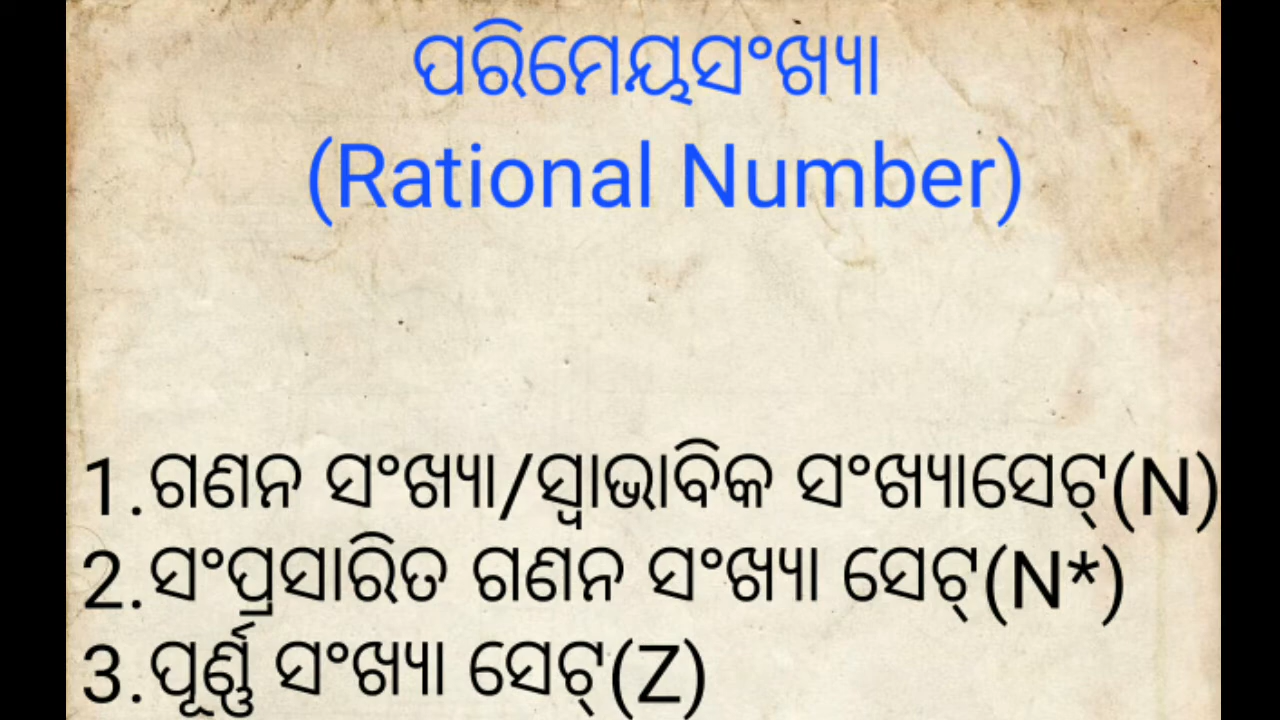 ପରିମେୟସଂଖ୍ୟା
(Rational Number)
1.ଗଣନ ସଂଖ୍ୟା/ସ୍ୱାଭାବିକ ସଂଖ୍ୟାସେଟ୍(N)
2.ସଂପ୍ରସାରିତ ଗଣନ ସଂଖ୍ୟା ସେଟ୍(N*)
3.ପୂର୍ଣ୍ଣ ସଂଖ୍ୟା ସେଟ୍(Z)